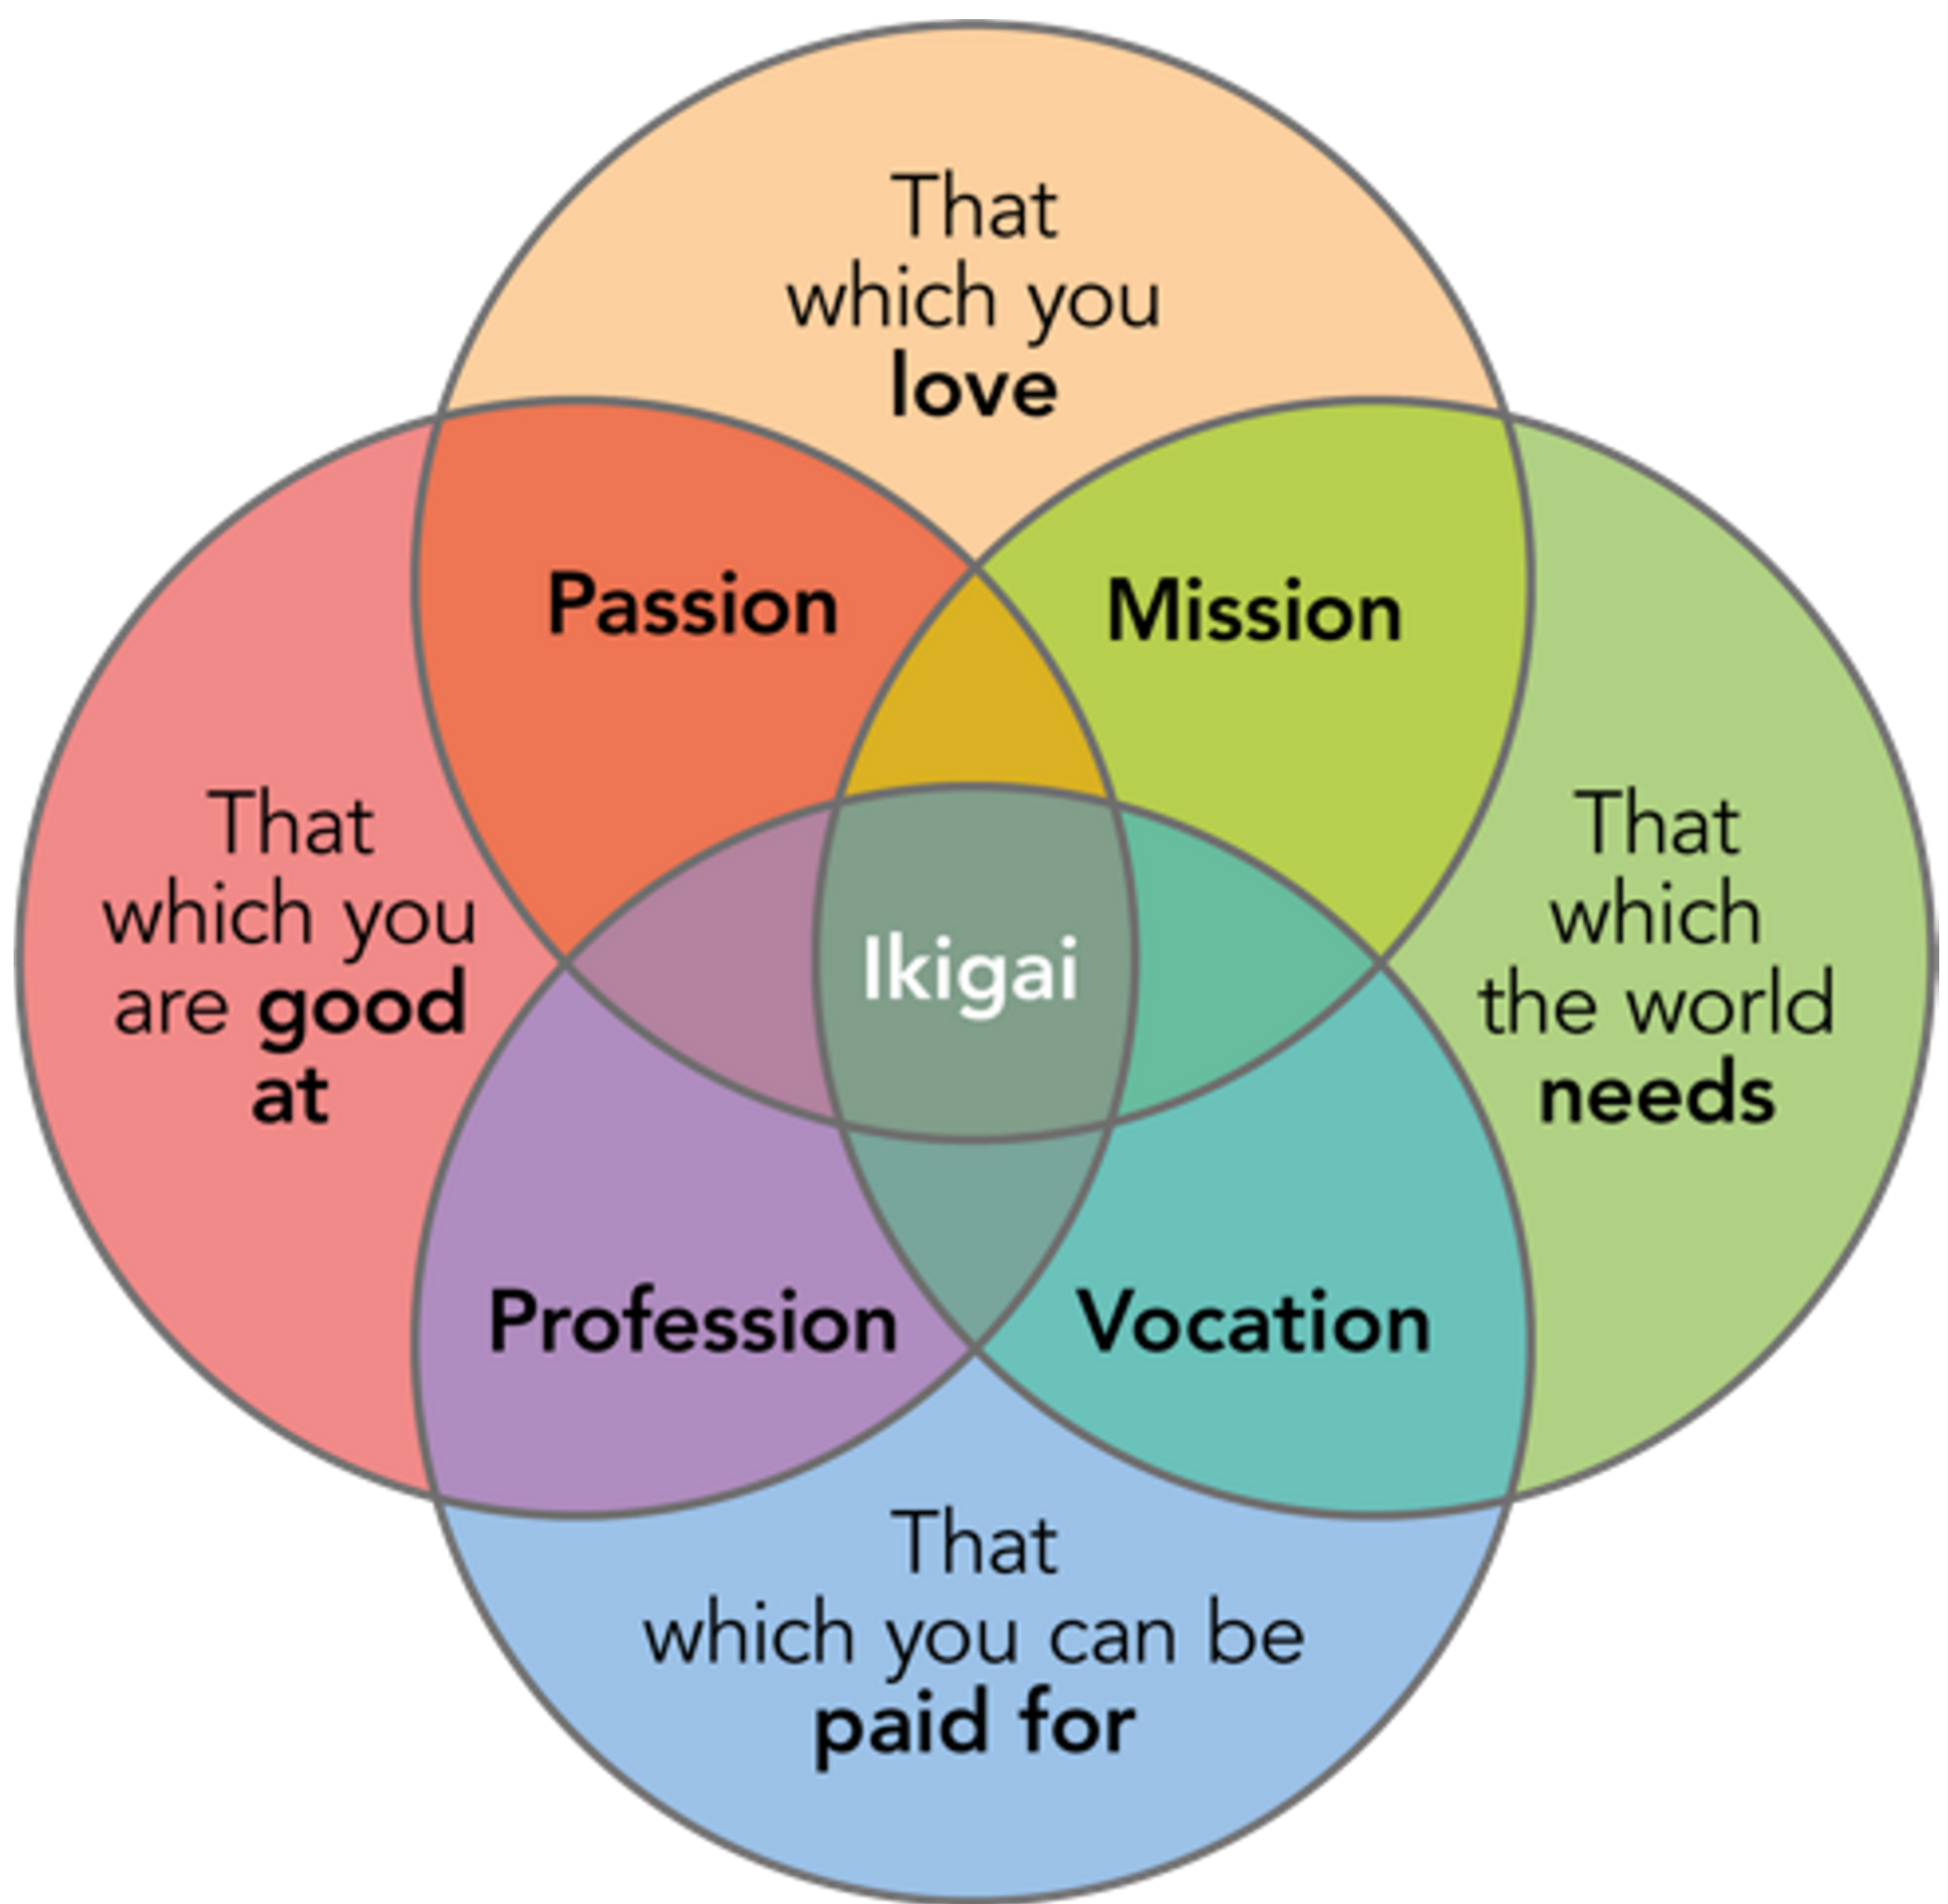 That
which you
love
Passion
Mission
That
which you
are good
at
Ikigai
That
which
the world
needs
Profession
Vocation
That
which you can be
paid for